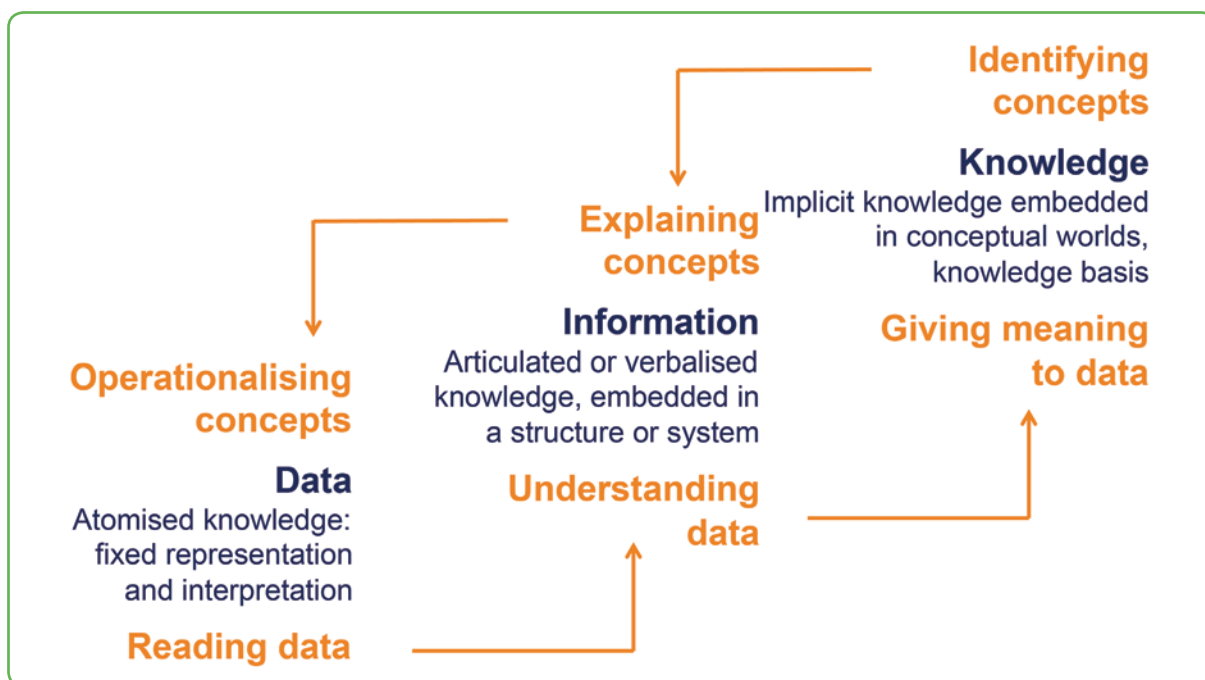 Identifying
concepts
Knowledge
Implicit knowledge embedded
in conceptual worlds,
knowledge basis
Giving meaning
to data
Explaining
concepts
Information
Articulated or verbalised
knowledge, embedded in
a structure or system
Understanding
data
Operationalising
concepts
Data
Atomised knowledge:
fixed representation
and interpretation
Reading data